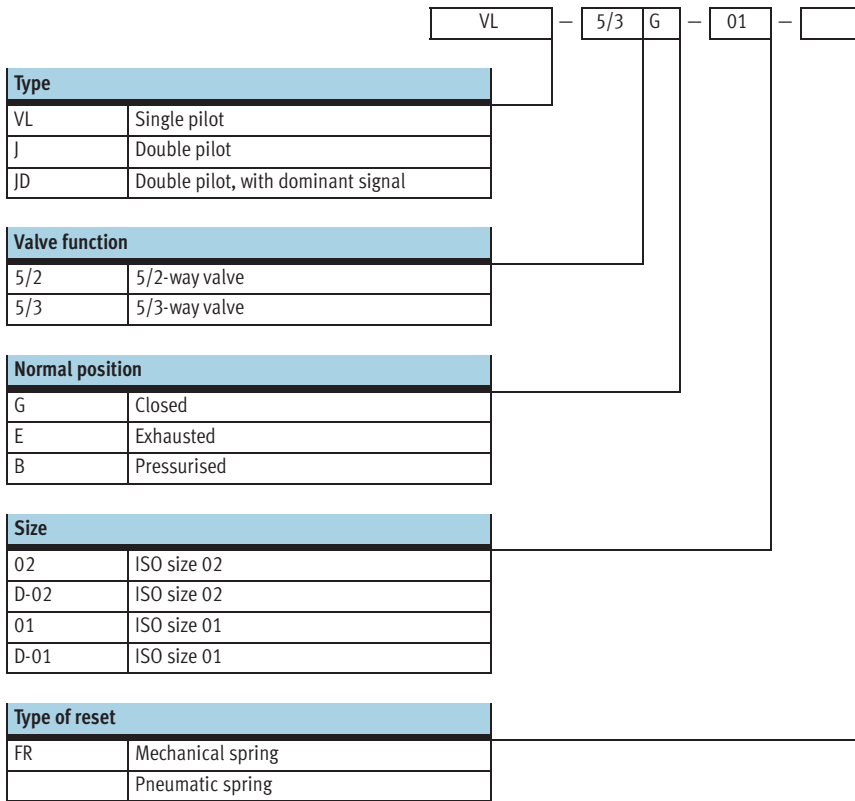 VL — 5/3 G — 01 —
Type
VL Single pilot
J Double pilot
JD Double pilot, with dominant signal
Valve function
5/2 5/2-way valve
5/3 5/3-way valve
Normal position
G Closed
E Exhausted
B Pressurised
Size
02 ISO size 02
D-02 ISO size 02
01 ISO size 01
D-01 ISO size 01
Type of reset
FR Mechanical spring
Pneumatic spring